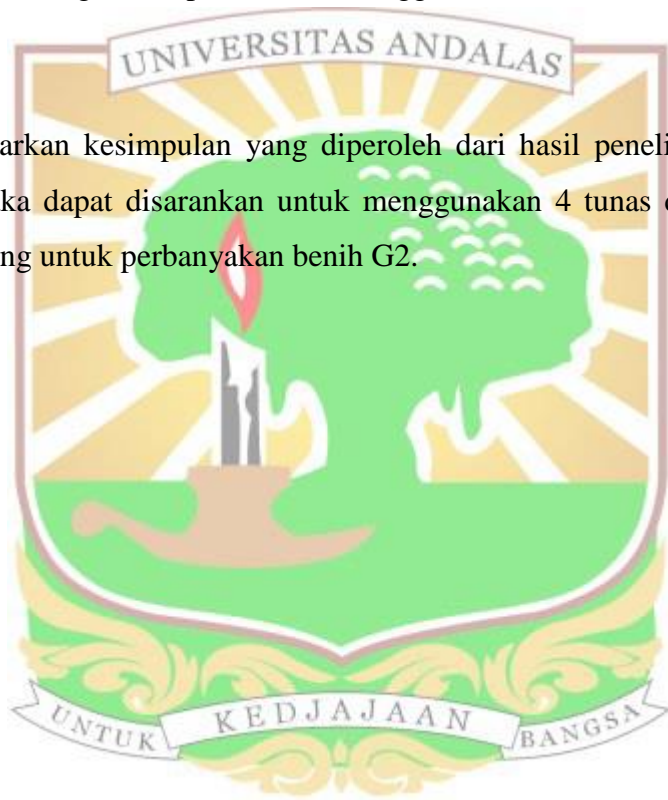 UNIVERSITAS ANDALAS
arkan kesimpulan yang diperoleh dari hasil peneli
ka dapat disarankan untuk menggunakan 4 tunas
ng untuk perbanyakan benih G2.
UNTUK KEDJAJAAN BANGSA